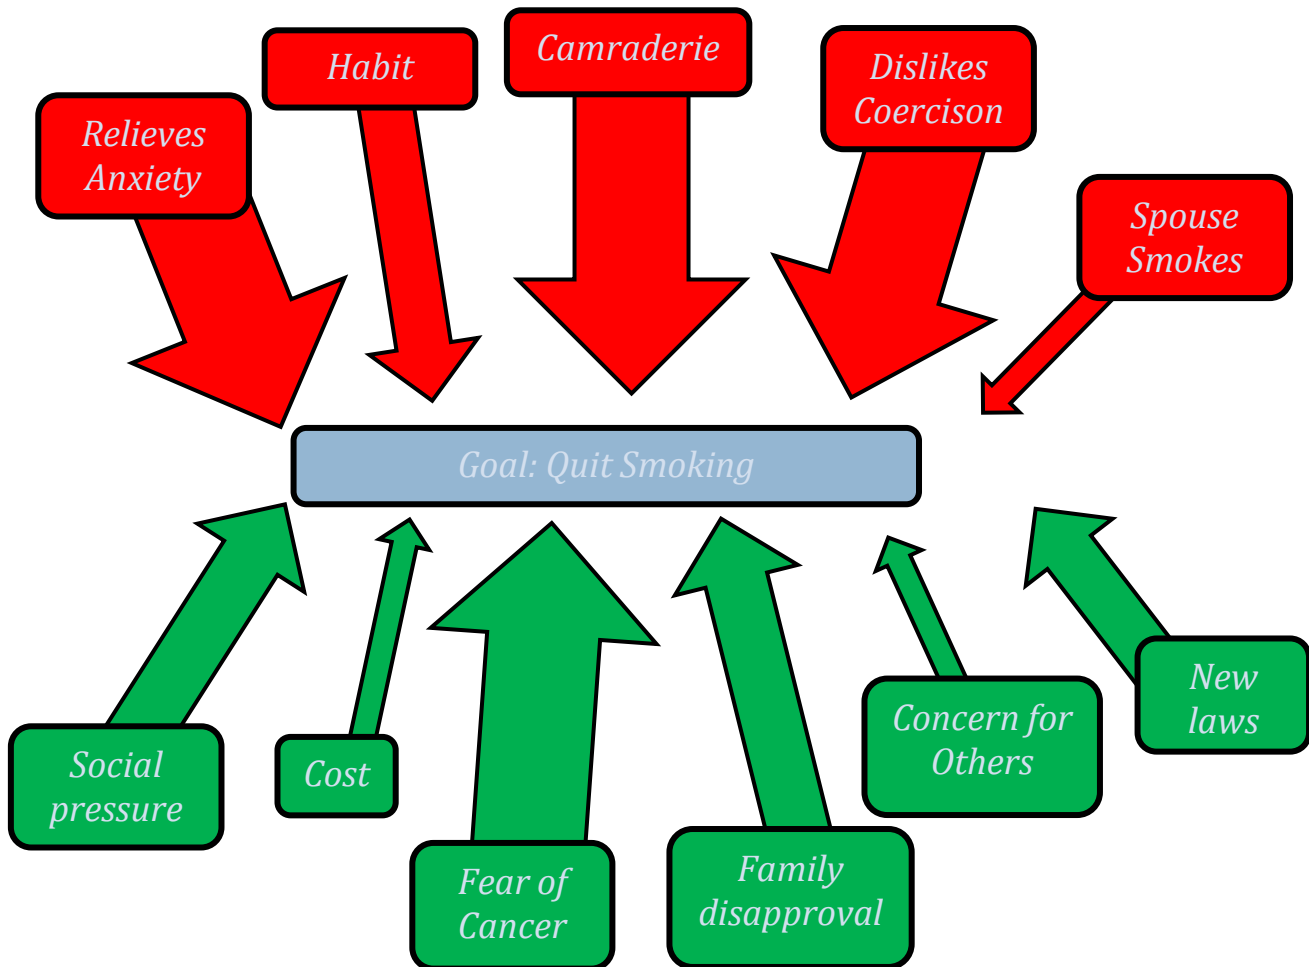 Relieves
Anxiety
Habit
Camraderie
Dislikes
Coercison
Spouse
Smokes
Goal: Quit Smoking
Social
pressure
Cost
Fear of
Cancer
Family
disapproval
Concern for
Others
New
laws